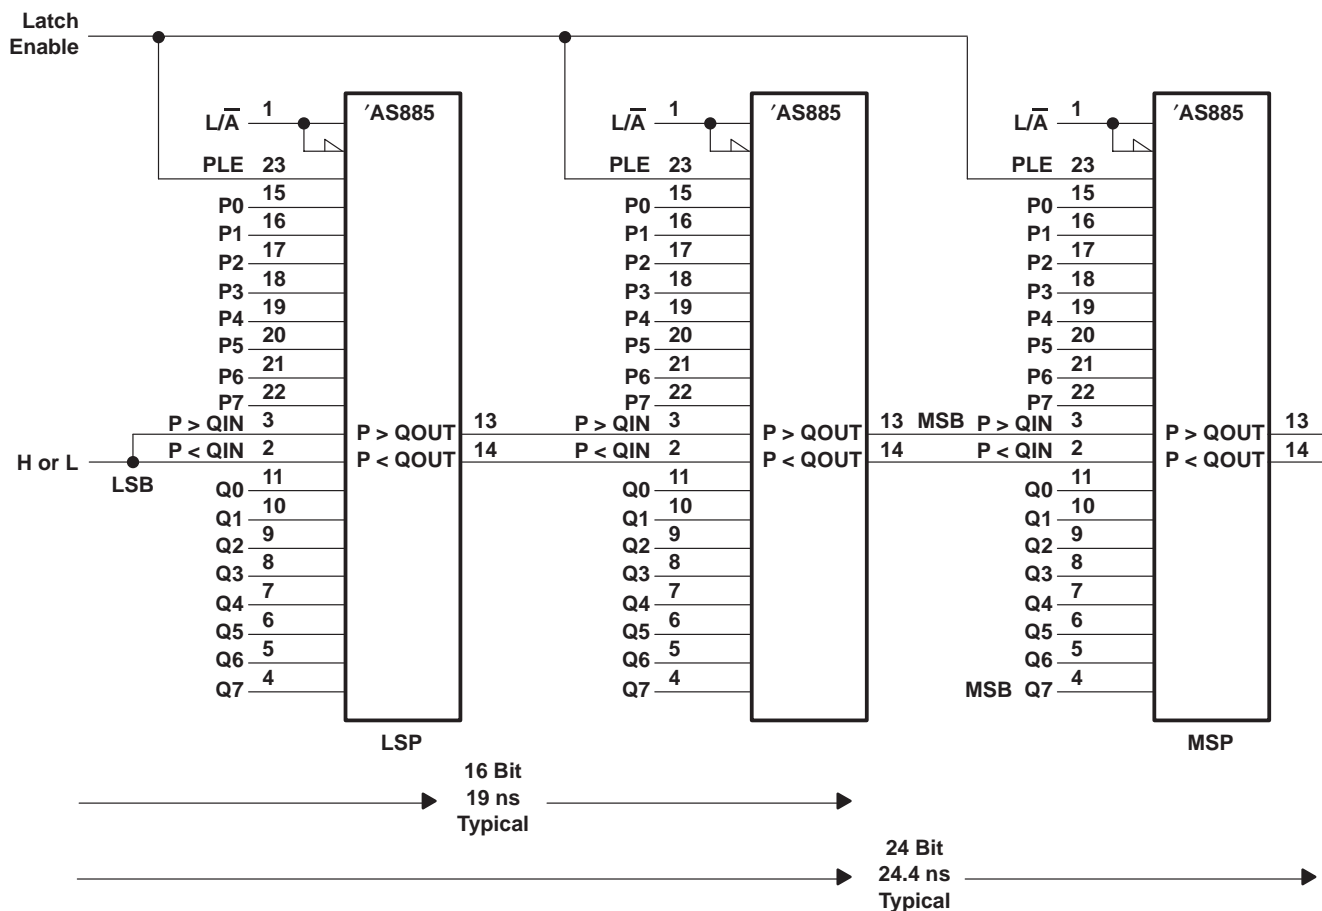 Latch
Enable
L/A̅ 1
′AS885
PLE 23
P0 15
P1 16
P2 17
P3 18
P4 19
P5 20
P6 21
P7 22
P > QIN 3
P < QIN 2
H or L
LSB
P > QOUT 13
P < QOUT 14
Q0 11
Q1 10
Q2 9
Q3 8
Q4 7
Q5 6
Q6 5
Q7 4
LSP
L/A̅ 1
′AS885
PLE 23
P0 15
P1 16
P2 17
P3 18
P4 19
P5 20
P6 21
P7 22
P > QIN 3
P < QIN 2
P > QOUT 13
P < QOUT 14
Q0 11
Q1 10
Q2 9
Q3 8
Q4 7
Q5 6
Q6 5
Q7 4
L/A̅ 1
′AS885
PLE 23
P0 15
P1 16
P2 17
P3 18
P4 19
P5 20
P6 21
P7 22
MSB P > QIN 3
P < QIN 2
P > QOUT 13
P < QOUT 14
Q0 11
Q1 10
Q2 9
Q3 8
Q4 7
Q5 6
Q6 5
MSB Q7 4
MSP
16 Bit
19 ns
Typical
24 Bit
24.4 ns
Typical